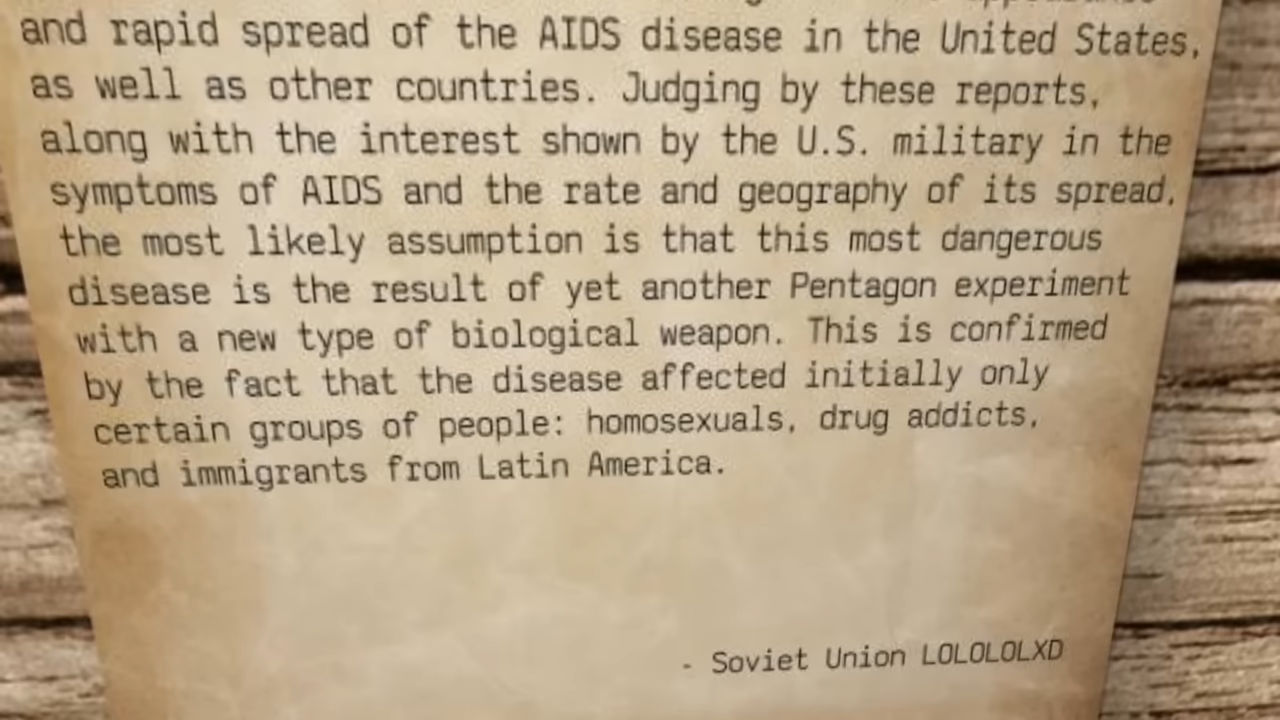 and rapid spread of the AIDS disease in the United States,
as well as other countries. Judging by these reports,
along with the interest shown by the U.S. military in the
symptoms of AIDS and the rate and geography of its spread,
the most likely assumption is that this most dangerous
disease is the result of yet another Pentagon experiment
with a new type of biological weapon. This is confirmed
by the fact that the disease affected initially only
certain groups of people: homosexuals, drug addicts,
and immigrants from Latin America.
- Soviet Union LOLOLOLXD